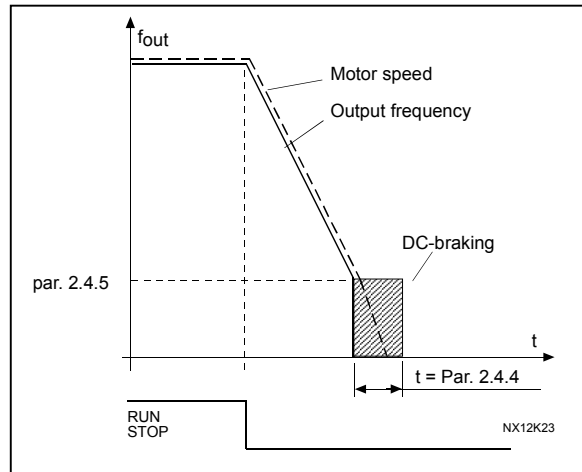 fout
Motor speed
Output frequency
DC-braking
par. 2.4.5
t
t = Par. 2.4.4
RUN
STOP
NX12K23